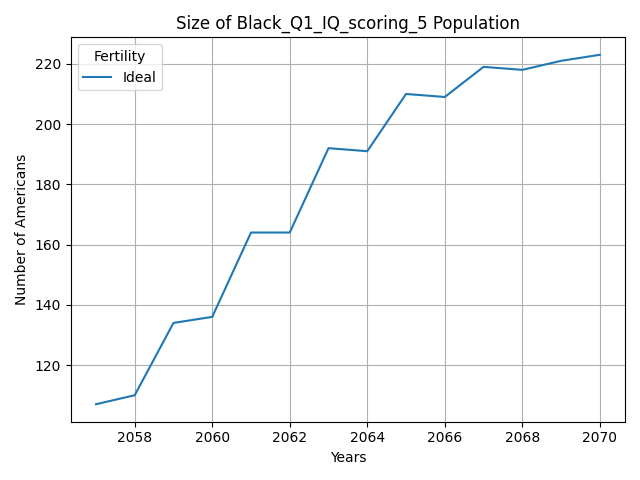 Size of Black_Q1_IQ_scoring_5 Population
Fertility
Ideal
Number of Americans
220
200
180
160
140
120
2058 2060 2062 2064 2066 2068 2070
Years